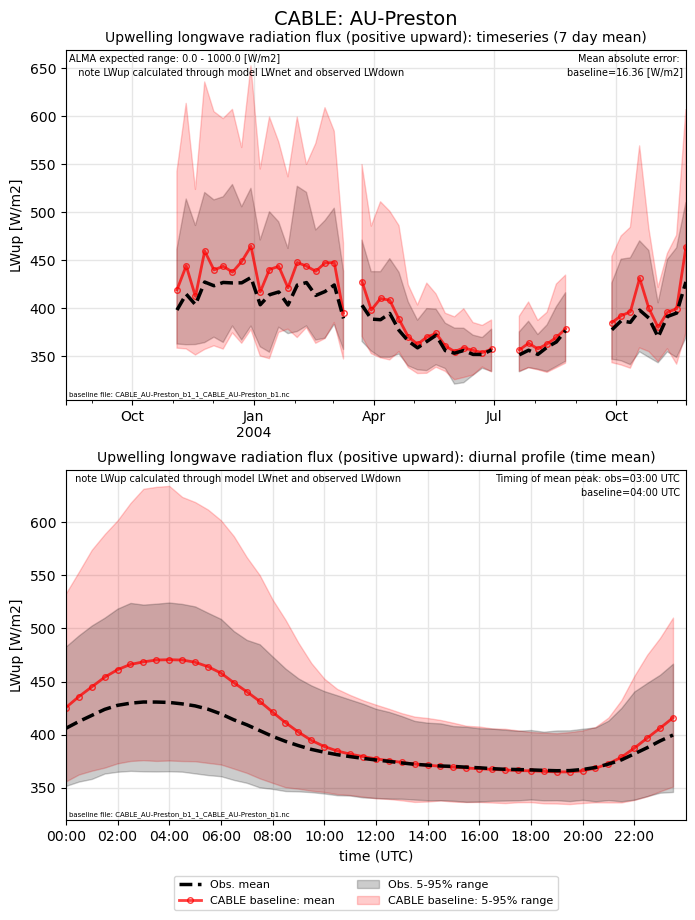 CABLE: AU-Preston
Upwelling longwave radiation flux (positive upward): timeseries (7 day mean)
ALMA expected range: 0.0 - 1000.0 [W/m2]
Mean absolute error:
note LWup calculated through model LWnet and observed LWdown
baseline=16.36 [W/m2]
650
600
550
500
450
400
350
LWup [W/m2]
baseline file: CABLE_AU-Preston_b1_1_CABLE_AU-Preston_b1.nc
Oct
Jan
2004
Apr
Jul
Oct
Upwelling longwave radiation flux (positive upward): diurnal profile (time mean)
note LWup calculated through model LWnet and observed LWdown
Timing of mean peak: obs=03:00 UTC
baseline=04:00 UTC
600
550
500
450
400
350
LWup [W/m2]
baseline file: CABLE_AU-Preston_b1_1_CABLE_AU-Preston_b1.nc
00:00 02:00 04:00 06:00 08:00 10:00 12:00 14:00 16:00 18:00 20:00 22:00
time (UTC)
Obs. mean
CABLE baseline: mean
Obs. 5-95% range
CABLE baseline: 5-95% range